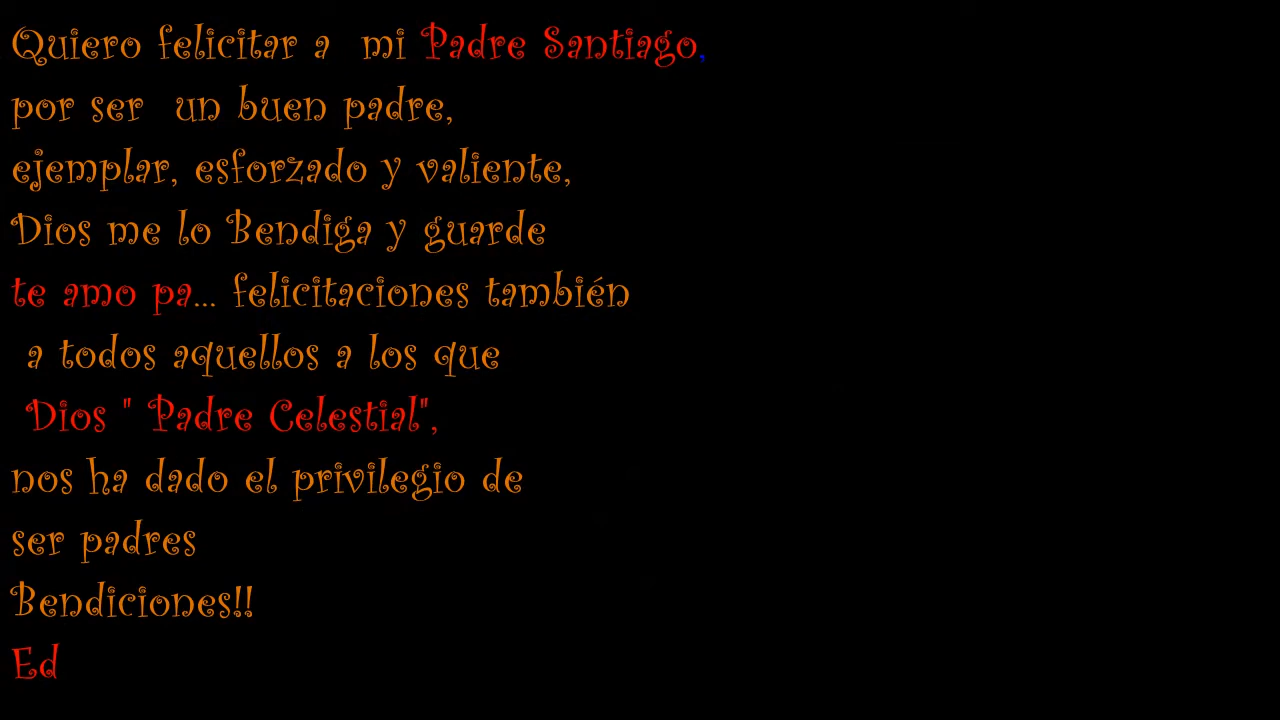 Quiero felicitar a  mi Padre Santiago,
por ser  un buen padre,
ejemplar, esforzado y valiente,
Dios me lo Bendiga y guarde
te amo pa... felicitaciones también
a todos aquellos a los que
Dios " Padre Celestial",
nos ha dado el privilegio de
ser padres
Bendiciones!!
Ed